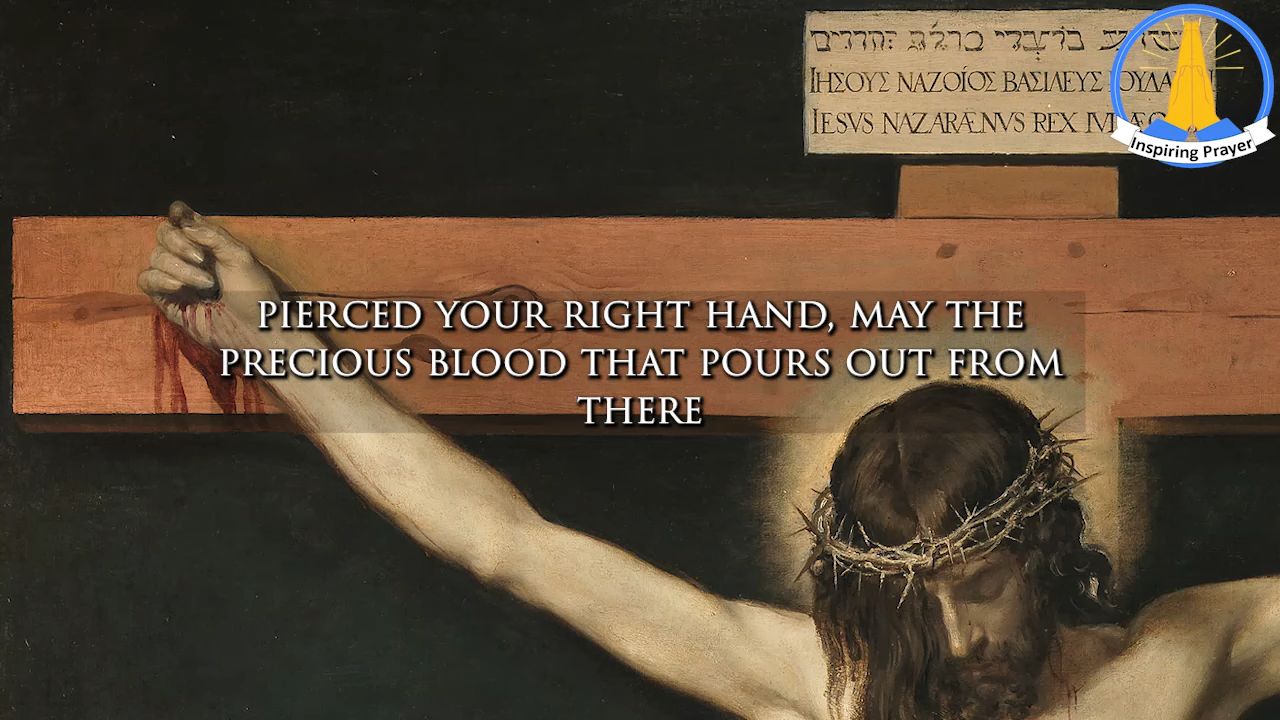 ΙΗΣΟΥΣ ΝΑΖΟΊΟΣ ΒΑΣΙΛΕΥΣ
IESVS NAZARÆNVS REX
Inspiring Prayer
PIERCED YOUR RIGHT HAND, MAY THE
PRECIOUS BLOOD THAT POURS OUT FROM
THERE